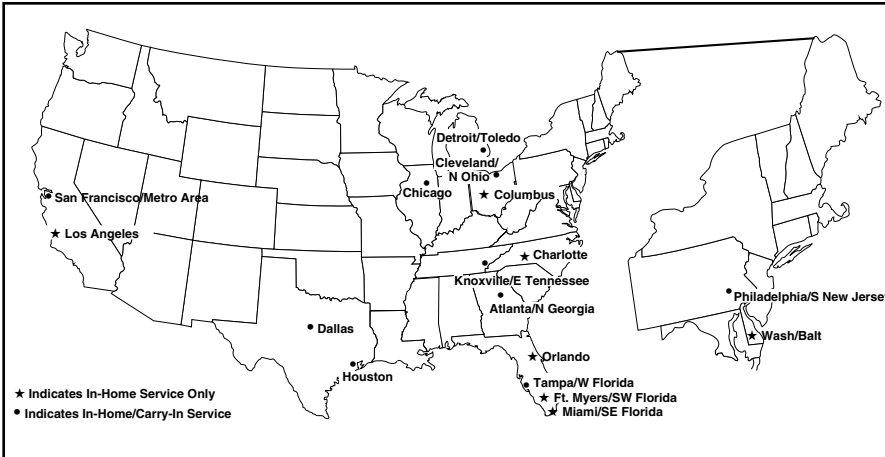 Detroit/Toledo
Cleveland/
N Ohio
Chicago
★ Columbus
San Francisco/Metro Area
★ Los Angeles
★ Charlotte
Knoxville/E Tennessee
Atlanta/N Georgia
Philadelphia/S New Jersey
Dallas
★ Wash/Balt
★ Orlando
Houston
Tampa/W Florida
★ Ft. Myers/SW Florida
★ Miami/SE Florida
★ Indicates In-Home Service Only
• Indicates In-Home/Carry-In Service